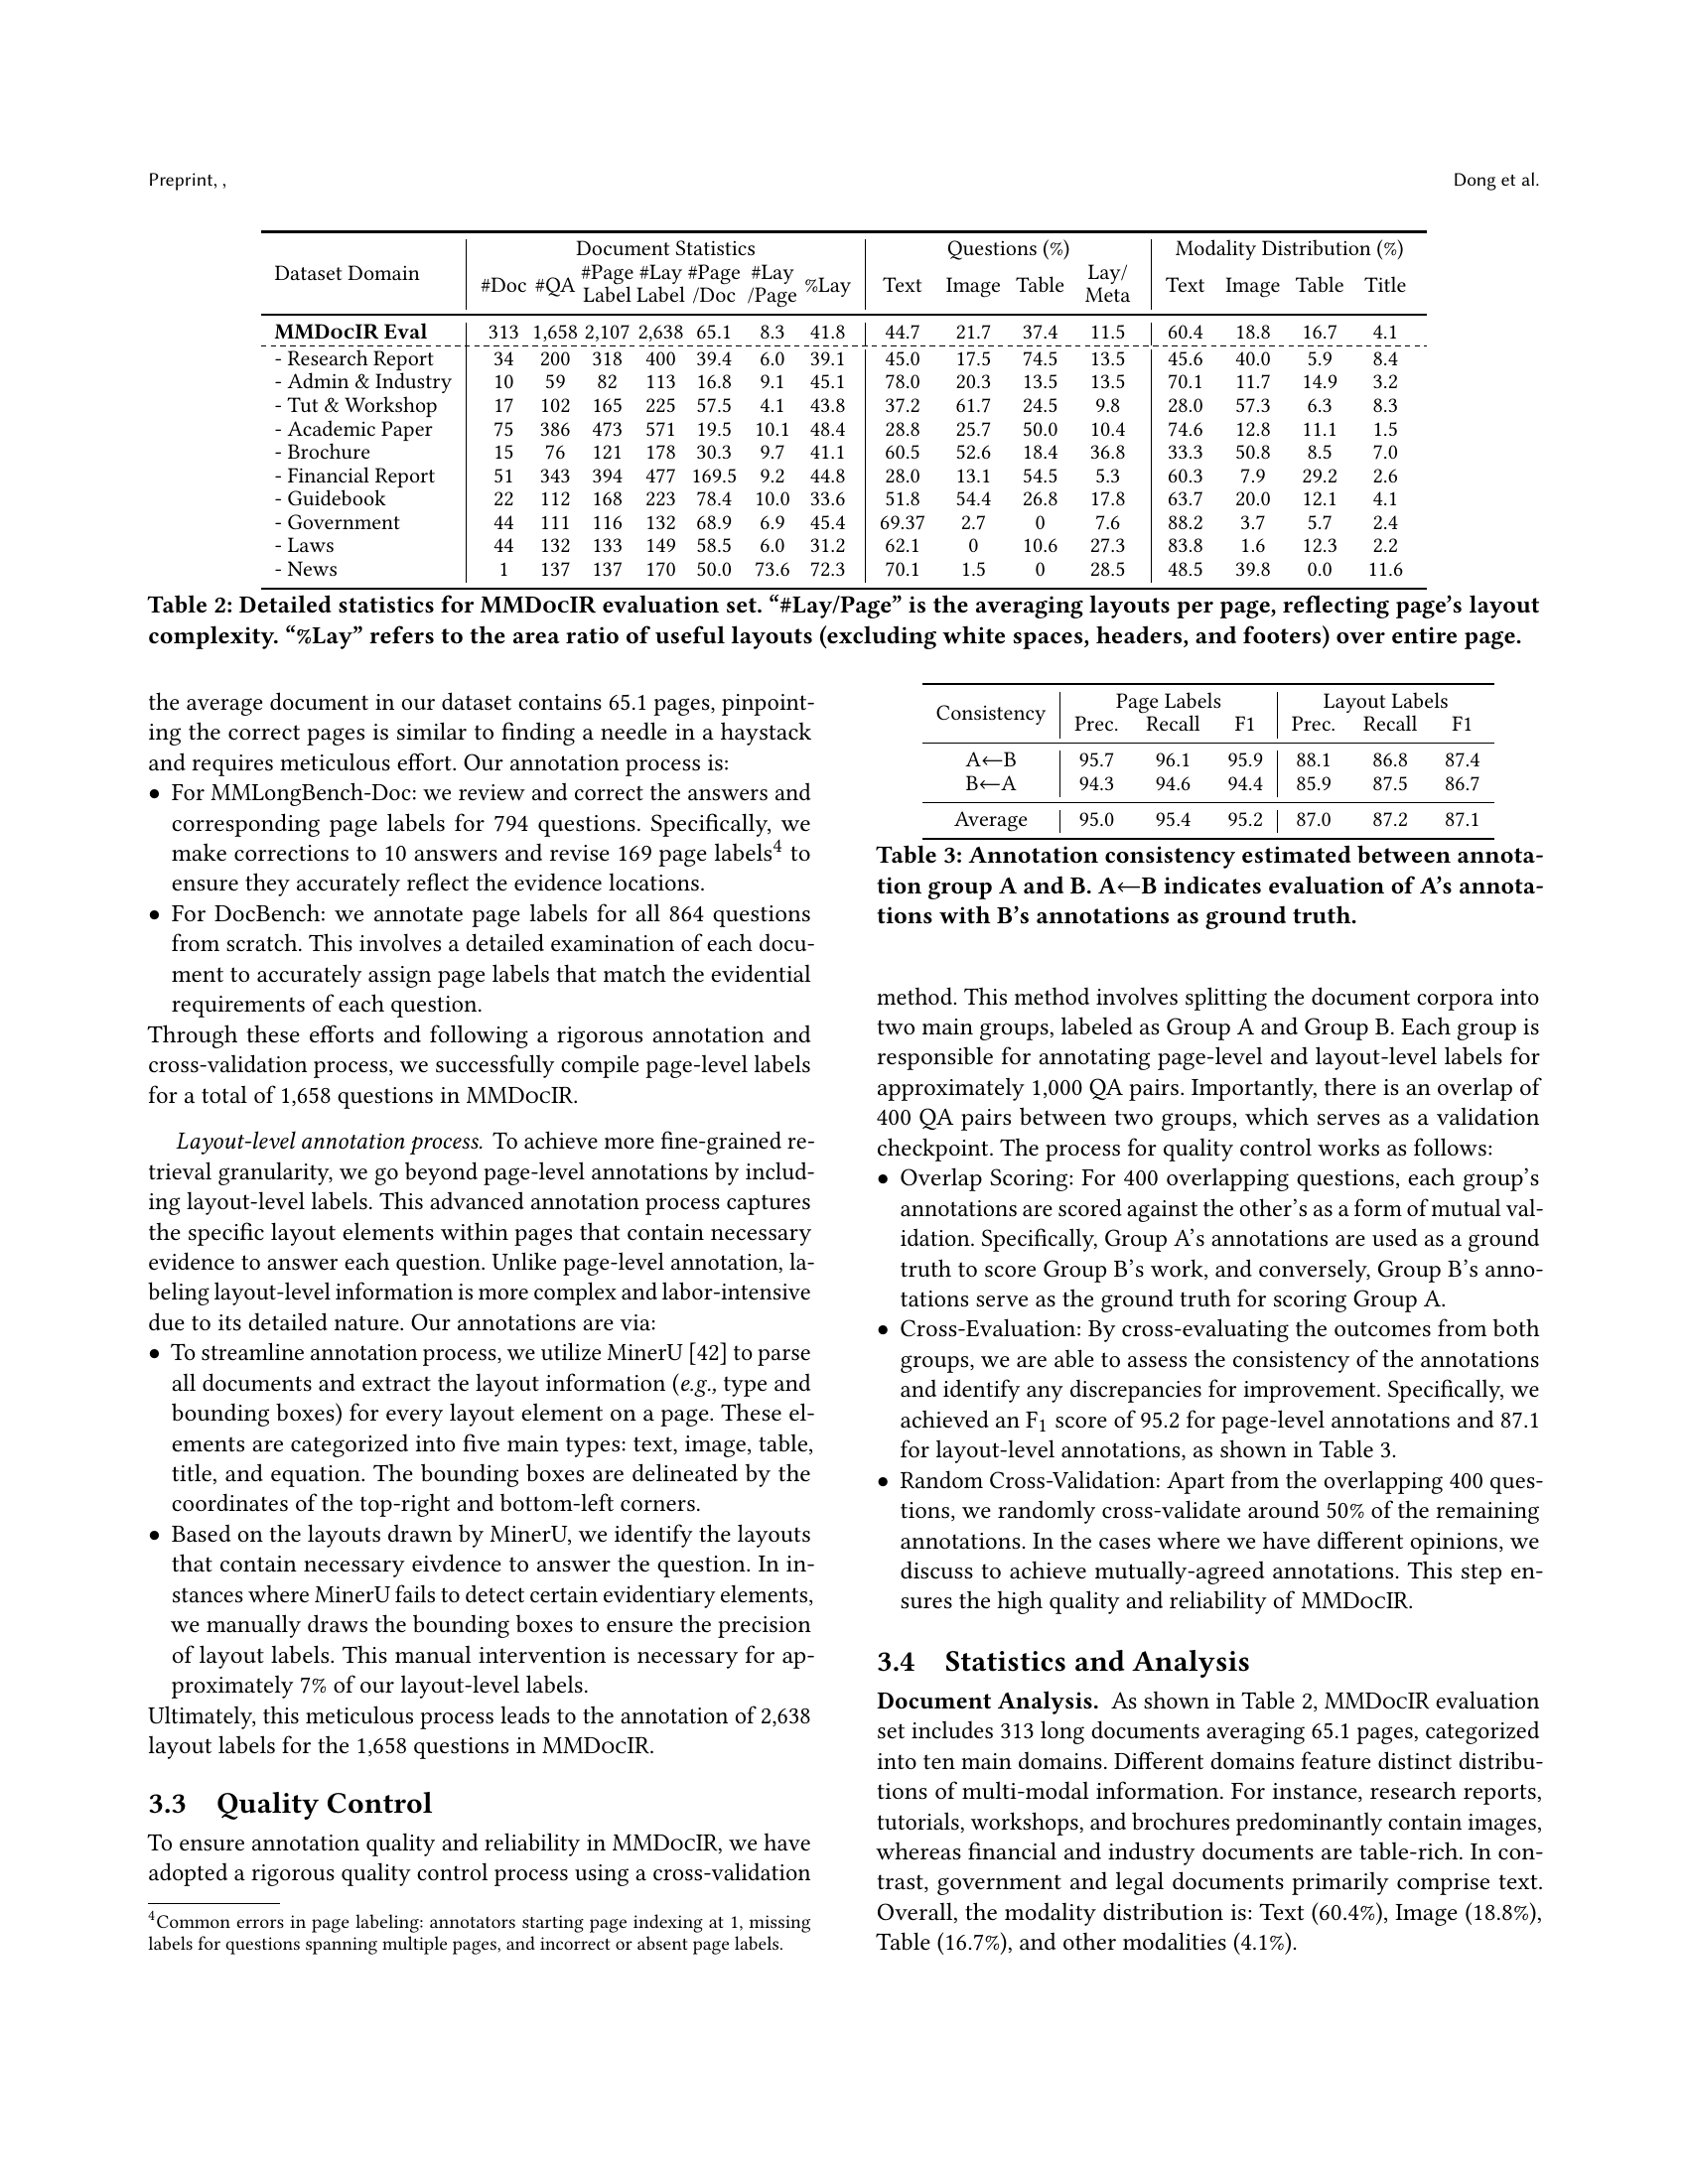 Preprint, ,
Dong et al.
Dataset Domain
Document Statistics
Questions (%)
Modality Distribution (%)
#Doc #QA #Page Label #Lay Label #Page /Doc #Lay /Page %Lay Text Image Table Lay/ Meta Text Image Table Title
MMDocIR Eval 313 1,658 2,107 2,638 65.1 8.3 41.8 44.7 21.7 37.4 11.5 60.4 18.8 16.7 4.1
- Research Report 34 200 318 400 39.4 6.0 39.1 45.0 17.5 74.5 13.5 45.6 40.0 5.9 8.4
- Admin & Industry 10 59 82 113 16.8 9.1 45.1 78.0 20.3 13.5 13.5 70.1 11.7 14.9 3.2
- Tut & Workshop 17 102 165 225 57.5 4.1 43.8 37.2 61.7 24.5 9.8 28.0 57.3 6.3 8.3
- Academic Paper 75 386 473 571 19.5 10.1 48.4 28.8 25.7 50.0 10.4 74.6 12.8 11.1 1.5
- Brochure 15 76 121 178 30.3 9.7 41.1 60.5 52.6 18.4 36.8 33.3 50.8 8.5 7.0
- Financial Report 51 343 394 477 169.5 9.2 44.8 28.0 13.1 54.5 5.3 60.3 7.9 29.2 2.6
- Guidebook 22 112 168 223 78.4 10.0 33.6 51.8 54.4 26.8 17.8 63.7 20.0 12.1 4.1
- Government 44 111 116 132 68.9 6.9 45.4 69.37 2.7 0 7.6 88.2 3.7 5.7 2.4
- Laws 44 132 133 149 58.5 6.0 31.2 62.1 0 10.6 27.3 83.8 1.6 12.3 2.2
- News 1 137 137 170 50.0 73.6 72.3 70.1 1.5 0 28.5 48.5 39.8 0.0 11.6
Table 2: Detailed statistics for MMDocIR evaluation set. “#Lay/Page” is the averaging layouts per page, reflecting page’s layout
complexity. “%Lay” refers to the area ratio of useful layouts (excluding white spaces, headers, and footers) over entire page.
the average document in our dataset contains 65.1 pages, pinpoint-
ing the correct pages is similar to finding a needle in a haystack
and requires meticulous effort. Our annotation process is:
• For MMLongBench-Doc: we review and correct the answers and
corresponding page labels for 794 questions. Specifically, we
make corrections to 10 answers and revise 169 page labels4 to
ensure they accurately reflect the evidence locations.
• For DocBench: we annotate page labels for all 864 questions
from scratch. This involves a detailed examination of each docu-
ment to accurately assign page labels that match the evidential
requirements of each question.
Through these efforts and following a rigorous annotation and
cross-validation process, we successfully compile page-level labels
for a total of 1,658 questions in MMDocIR.
Layout-level annotation process. To achieve more fine-grained re-
trieval granularity, we go beyond page-level annotations by includ-
ing layout-level labels. This advanced annotation process captures
the specific layout elements within pages that contain necessary
evidence to answer each question. Unlike page-level annotation, la-
beling layout-level information is more complex and labor-intensive
due to its detailed nature. Our annotations are via:
• To streamline annotation process, we utilize MinerU [42] to parse
all documents and extract the layout information (e.g., type and
bounding boxes) for every layout element on a page. These el-
ements are categorized into five main types: text, image, table,
title, and equation. The bounding boxes are delineated by the
coordinates of the top-right and bottom-left corners.
• Based on the layouts drawn by MinerU, we identify the layouts
that contain necessary eivdence to answer the question. In in-
stances where MinerU fails to detect certain evidentiary elements,
we manually draws the bounding boxes to ensure the precision
of layout labels. This manual intervention is necessary for ap-
proximately 7% of our layout-level labels.
Ultimately, this meticulous process leads to the annotation of 2,638
layout labels for the 1,658 questions in MMDocIR.
3.3 Quality Control
To ensure annotation quality and reliability in MMDocIR, we have
adopted a rigorous quality control process using a cross-validation
4Common errors in page labeling: annotators starting page indexing at 1, missing
labels for questions spanning multiple pages, and incorrect or absent page labels.
Consistency
Page Labels
Layout Labels
Prec. Recall F1 Prec. Recall F1
A←B 95.7 96.1 95.9 88.1 86.8 87.4
B←A 94.3 94.6 94.4 85.9 87.5 86.7
Average 95.0 95.4 95.2 87.0 87.2 87.1
Table 3: Annotation consistency estimated between annota-
tion group A and B. A←B indicates evaluation of A’s annota-
tions with B’s annotations as ground truth.
method. This method involves splitting the document corpora into
two main groups, labeled as Group A and Group B. Each group is
responsible for annotating page-level and layout-level labels for
approximately 1,000 QA pairs. Importantly, there is an overlap of
400 QA pairs between two groups, which serves as a validation
checkpoint. The process for quality control works as follows:
• Overlap Scoring: For 400 overlapping questions, each group’s
annotations are scored against the other’s as a form of mutual val-
idation. Specifically, Group A’s annotations are used as a ground
truth to score Group B’s work, and conversely, Group B’s anno-
tations serve as the ground truth for scoring Group A.
• Cross-Evaluation: By cross-evaluating the outcomes from both
groups, we are able to assess the consistency of the annotations
and identify any discrepancies for improvement. Specifically, we
achieved an F1 score of 95.2 for page-level annotations and 87.1
for layout-level annotations, as shown in Table 3.
• Random Cross-Validation: Apart from the overlapping 400 ques-
tions, we randomly cross-validate around 50% of the remaining
annotations. In the cases where we have different opinions, we
discuss to achieve mutually-agreed annotations. This step en-
sures the high quality and reliability of MMDocIR.
3.4 Statistics and Analysis
Document Analysis. As shown in Table 2, MMDocIR evaluation
set includes 313 long documents averaging 65.1 pages, categorized
into ten main domains. Different domains feature distinct distribu-
tions of multi-modal information. For instance, research reports,
tutorials, workshops, and brochures predominantly contain images,
whereas financial and industry documents are table-rich. In con-
trast, government and legal documents primarily comprise text.
Overall, the modality distribution is: Text (60.4%), Image (18.8%),
Table (16.7%), and other modalities (4.1%).